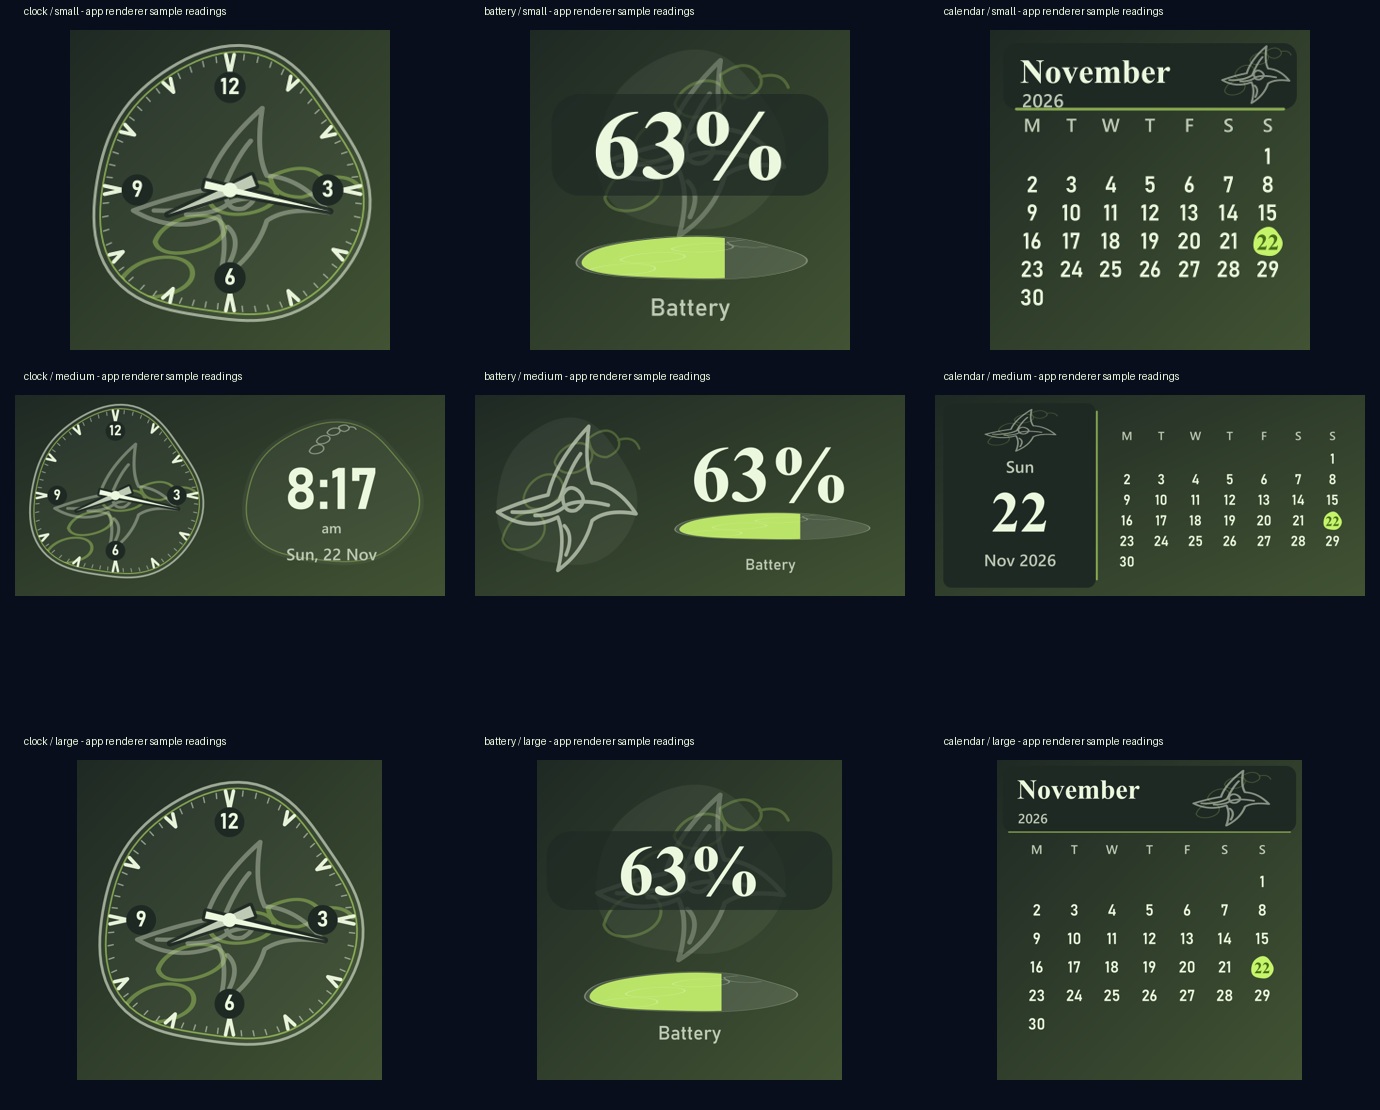 clock / small - app renderer sample readings
12
9 3
6
battery / small - app renderer sample readings
63%
Battery
calendar / small - app renderer sample readings
November
2026
M T W T F S S
1
2 3 4 5 6 7 8
9 10 11 12 13 14 15
16 17 18 19 20 21 22
23 24 25 26 27 28 29
30
clock / medium - app renderer sample readings
12
9 3
6
8:17
am
Sun, 22 Nov
battery / medium - app renderer sample readings
63%
Battery
calendar / medium - app renderer sample readings
Sun
22
Nov 2026
M T W T F S S
1
2 3 4 5 6 7 8
9 10 11 12 13 14 15
16 17 18 19 20 21 22
23 24 25 26 27 28 29
30
clock / large - app renderer sample readings
12
9 3
6
battery / large - app renderer sample readings
63%
Battery
calendar / large - app renderer sample readings
November
2026
M T W T F S S
1
2 3 4 5 6 7 8
9 10 11 12 13 14 15
16 17 18 19 20 21 22
23 24 25 26 27 28 29
30